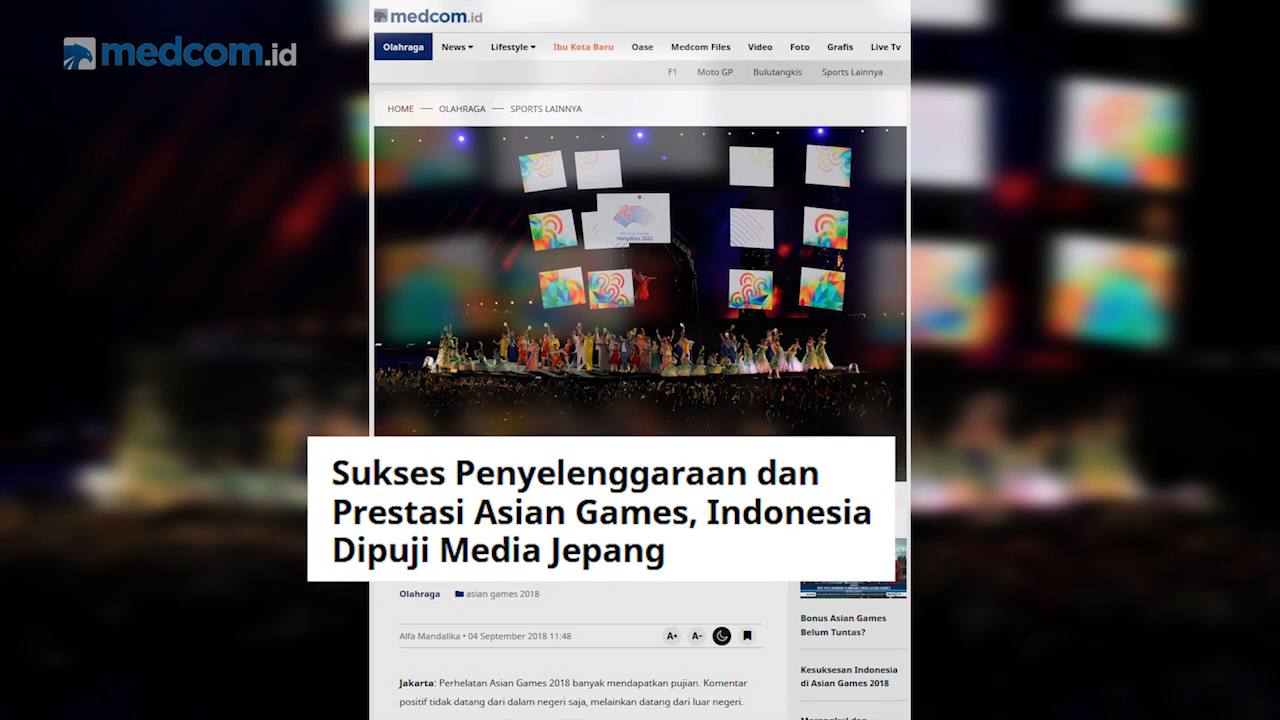 medcom.id
medcom.id
Olahraga News Lifestyle Ibu Kota Baru Oase Medcom Files Video Foto Grafis Live Tv
F1 Moto GP Bulutangkis Sports Lainnya
HOME — OLAHRAGA — SPORTS LAINNYA
Hangzhou 2022
Sukses Penyelenggaraan dan
Prestasi Asian Games, Indonesia
Dipuji Media Jepang
Olahraga asian games 2018
Alfa Mandalika • 04 September 2018 11:48
A+ A-
Jakarta: Perhelatan Asian Games 2018 banyak mendapatkan pujian. Komentar
positif tidak datang dari dalam negeri saja, melainkan datang dari luar negeri.
Bonus Asian Games
Belum Tuntas?
Kesuksesan Indonesia
di Asian Games 2018